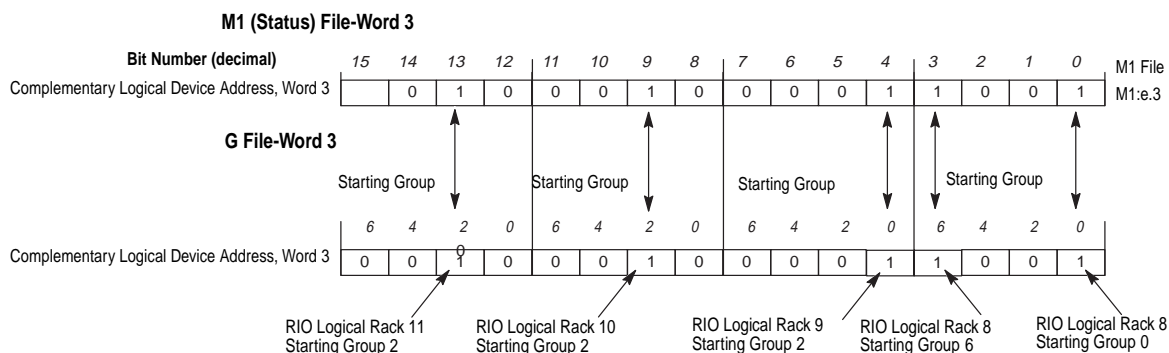 M1 (Status) File-Word 3
Bit Number (decimal) 15 14 13 12 11 10 9 8 7 6 5 4 3 2 1 0 M1 File
Complementary Logical Device Address, Word 3 0 1 0 0 0 1 0 0 0 0 1 1 0 0 1 M1:e.3
G File-Word 3
Starting Group Starting Group Starting Group Starting Group
6 4 2 0 6 4 2 0 6 4 2 0 6 4 2 0
0
Complementary Logical Device Address, Word 3 0 0 1 0 0 0 1 0 0 0 0 1 1 0 0 1
RIO Logical Rack 11 RIO Logical Rack 10 RIO Logical Rack 9 RIO Logical Rack 8 RIO Logical Rack 8
Starting Group 2 Starting Group 2 Starting Group 2 Starting Group 6 Starting Group 0